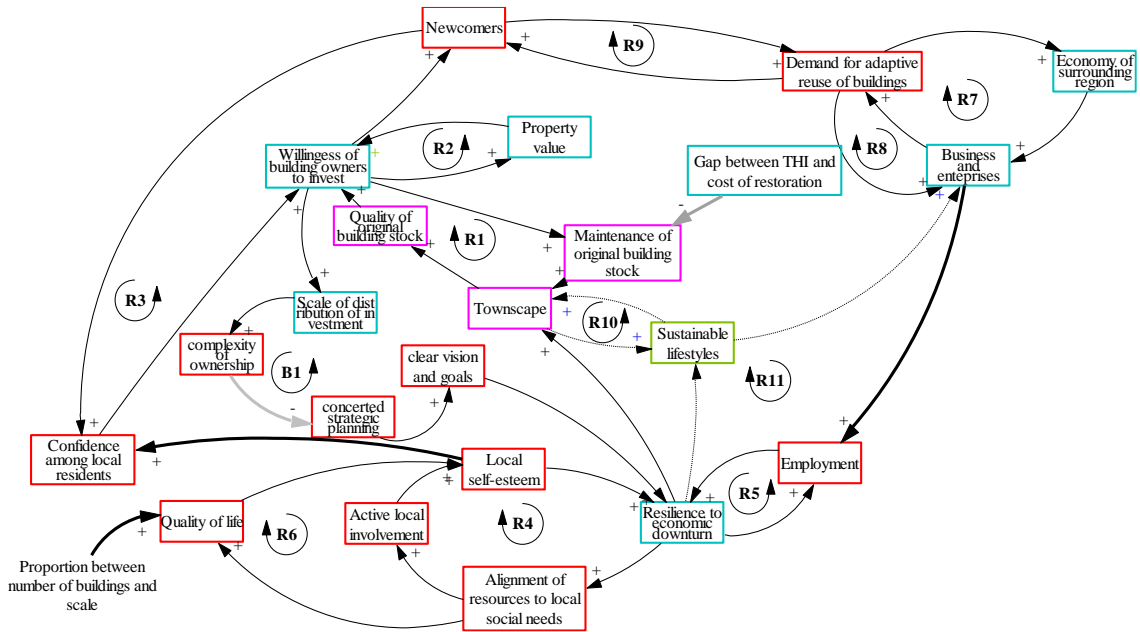 Newcomers
R9
Demand for adaptive
reuse of buildings
Economy of
surrounding
region
R7
R8
Property
value
R2
Willingess of
building owners
to invest
Gap between THI and
cost of restoration
Business
and
enteprises
Quality of
original
building stock
R1
Maintenance of
original building
stock
R3
Scale of dist
ribution of in
vestment
Townscape
R10
Sustainable
lifestyles
complexity
of
ownership
B1
clear vision
and goals
R11
concerted
strategic
planning
Confidence
among local
residents
Local
self-esteem
Employment
R5
Quality of life
R6
Active local
involvement
R4
Resilience to
economic
downturn
Proportion between
number of buildings and
scale
Alignment of
resources to local
social needs